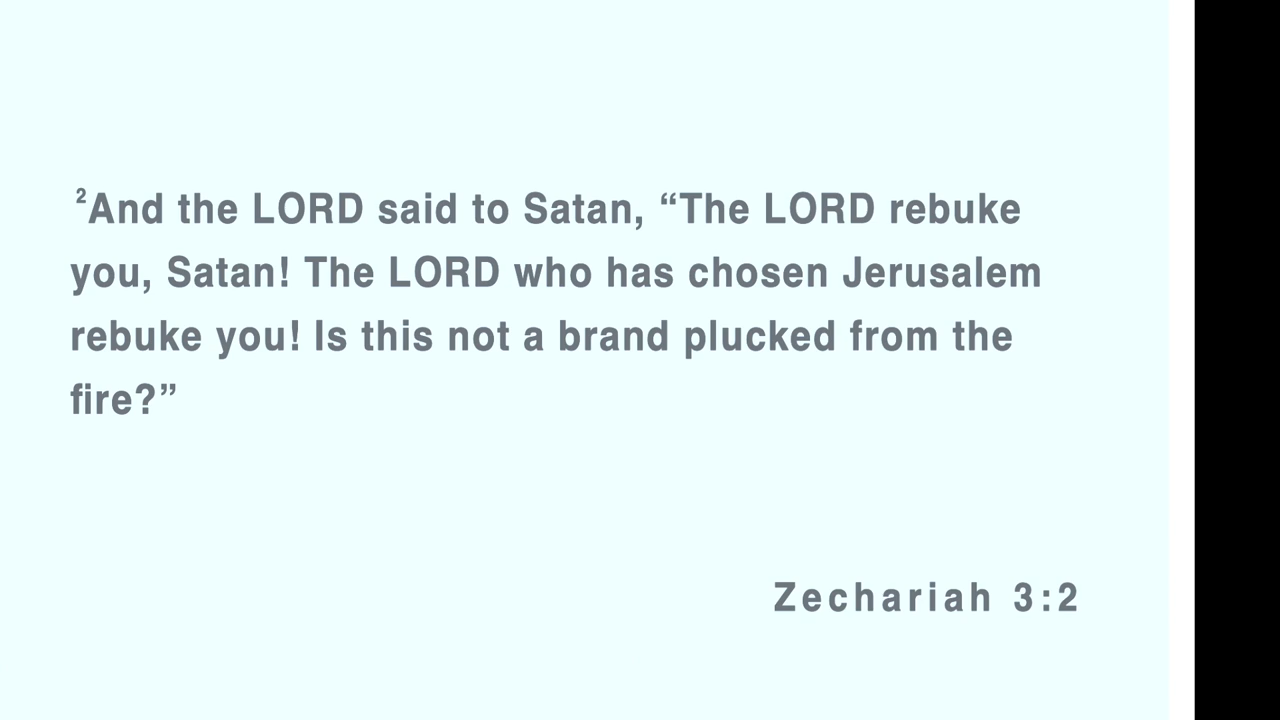 ²And the LORD said to Satan, “The LORD rebuke
you, Satan! The LORD who has chosen Jerusalem
rebuke you! Is this not a brand plucked from the
fire?”
Zechariah 3:2